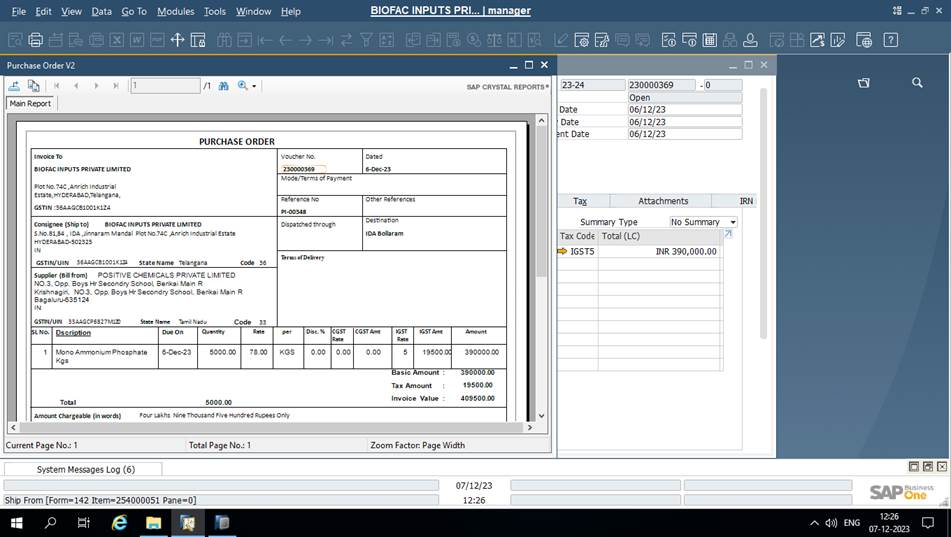 File Edit View Data Go To Modules Tools Window Help BIOFAC INPUTS PRI... | manager
Purchase Order V2
1 /1 SAP CRYSTAL REPORTS®
Main Report
PURCHASE ORDER
Invoice To
BIOFAC INPUTS PRIVATE LIMITED
Plot No.74C ,Anrich Industrial
Estate,HYDERABAD,Telangana,
GSTIN :36AAGCB1001K1Z4
Voucher No. Dated
230000369 6-Dec-23
Mode/Terms of Payment
Reference No Other References
PI-00348
Dispatched through Destination
IDA Bollaram
Terms of Delivery
Consignee (Ship to) BIOFAC INPUTS PRIVATE LIMITED
S.No.81,84 , IDA ,Jinnaram Mandal Plot No.74C ,Anrich Industrial Estate
HYDERABAD-502325
IN
GSTIN/UIN 36AAGCB1001K1Z4 State Name Telangana Code 36
Supplier (Bill from) POSITIVE CHEMICALS PRIVATE LIMITED
NO.3, Opp. Boys Hr Secondry School, Berikai Main R
Krishnagiri, NO.3, Opp. Boys Hr Secondry School, Berikai Main R
Bagaluru-635124
IN
GSTIN/UIN State Name Tamil Nadu Code 33
SL No. Dscription Due On Quantity Rate per Disc. % CGST Rate CGST Amt IGST Rate IGST Amt Amount
1 Mono Ammonium Phosphate Kgs 6-Dec-23 5000.00 78.00 KGS 0.00 0.00 0.00 5 19500.00 390000.00
Basic Amount : 390000.00
Tax Amount : 19500.00
Invoice Value : 409500.00
Total 5000.00
Amount Chargeable (in words) Four Lakhs Nine Thousand Five Hundred Rupees Only
Current Page No.: 1 Total Page No.: 1 Zoom Factor: Page Width
23-24 230000369 - 0
Open
Date 06/12/23
Date 06/12/23
ent Date 06/12/23
Tax Attachments IRN
Summary Type No Summary
Tax Code Total (LC)
IGST5 INR 390,000.00
System Messages Log (6)
07/12/23
Ship From [Form=142 Item=254000051 Pane=0] 12:26
SAP Business One
ENG 12:26
07-12-2023